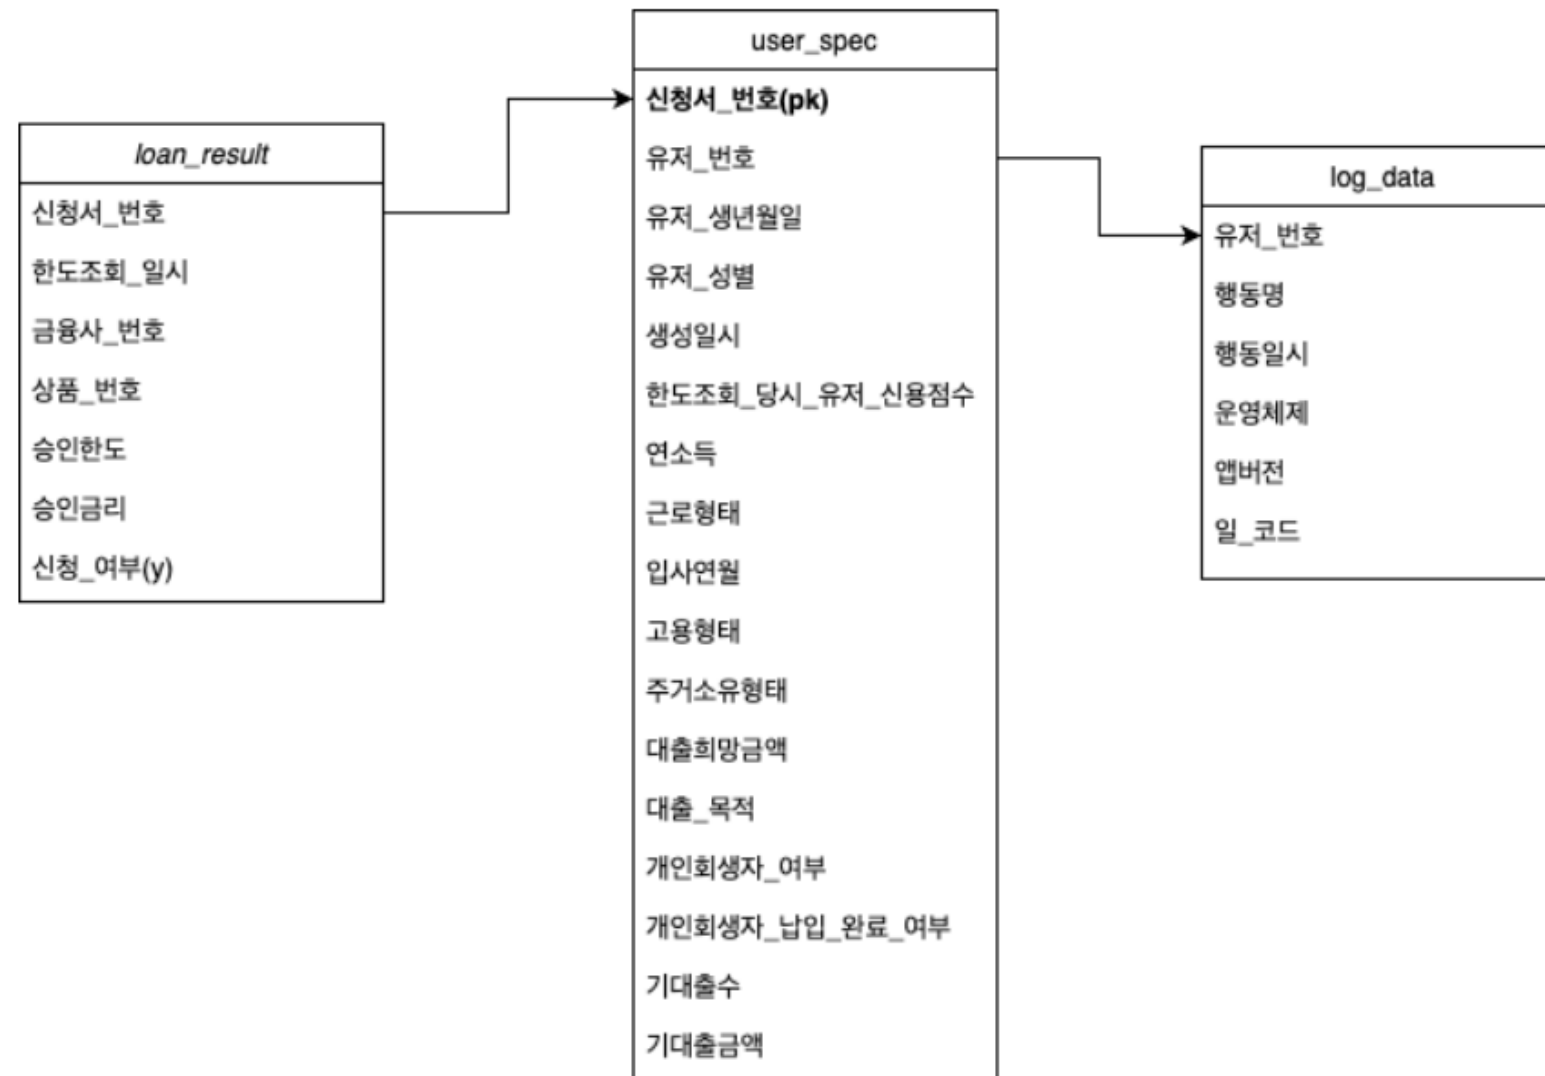 loan_result
신청서_번호
한도조회_일시
금융사_번호
상품_번호
승인한도
승인금리
신청_여부(y)
user_spec
신청서_번호(pk)
유저_번호
유저_생년월일
유저_성별
생성일시
한도조회_당시_유저_신용점수
연소득
근로형태
입사연월
고용형태
주거소유형태
대출희망금액
대출_목적
개인회생자_여부
개인회생자_납입_완료_여부
기대출수
기대출금액
log_data
유저_번호
행동명
행동일시
운영체제
앱버전
일_코드